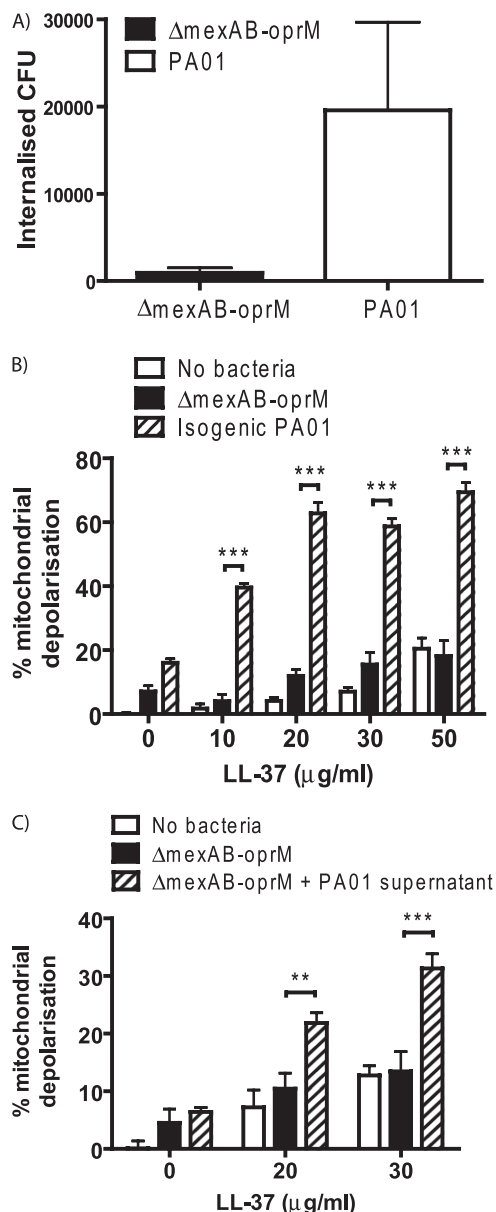 A)
ΔmexAB-oprM
PA01
Internalised CFU
30000
20000
10000
0
ΔmexAB-oprM PA01
B)
No bacteria
ΔmexAB-oprM
Isogenic PA01
% mitochondrial
depolarisation
80
60
40
20
0
***
***
***
***
0 10 20 30 50
LL-37 (μg/ml)
C)
No bacteria
ΔmexAB-oprM
ΔmexAB-oprM + PA01 supernatant
% mitochondrial
depolarisation
40
30
20
10
0
**
***
0 20 30
LL-37 (μg/ml)